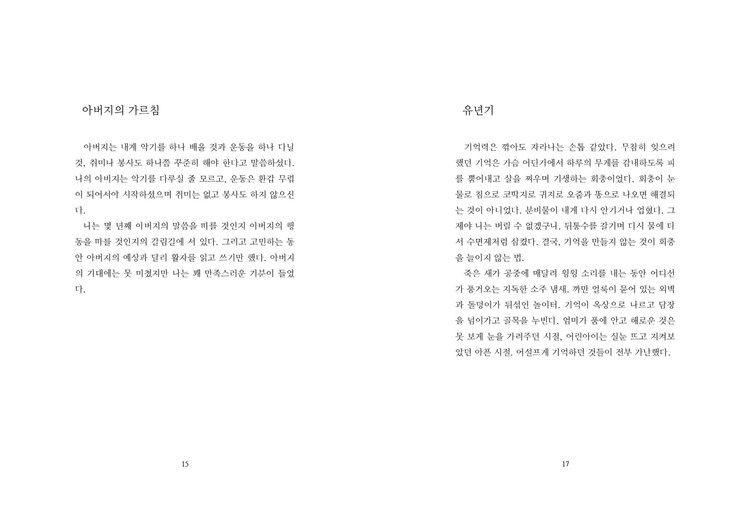 아버지의 가르침
아버지는 내게 악기를 하나 배울 것과 운동을 하나 다닐
것, 취미나 봉사도 하나쯤 꾸준히 해야 한다고 말씀하셨다.
나의 아버지는 악기를 다루실 줄 모르고, 운동은 환갑 무렵
이 되어서야 시작하셨으며 취미는 없고 봉사도 하지 않으신
다.
나는 몇 년째 아버지의 말씀을 따를 것인지 아버지의 행
동을 따를 것인지의 갈림길에 서 있다. 그리고 고민하는 동
안 아버지의 예상과 달리 활자를 읽고 쓰기만 했다. 아버지
의 기대에는 못 미쳤지만 나는 꽤 만족스러운 기분이 들었
다.
15
유년기
기억력은 깎아도 자라나는 손톱 같았다. 무참히 잊으려
했던 기억은 가슴 어딘가에서 하루의 무게를 감내하도록 피
를 뿜어내고 살을 찌우며 기생하는 회충이었다. 회충이 눈
물로 침으로 코딱지로 귀지로 오줌과 똥으로 나오면 해결되
는 것이 아니었다. 분비물이 내게 다시 안기거나 업혔다. 그
제야 너는 버릴 수 없겠구나. 뒤통수를 갈기며 다시 물에 타
서 수면제처럼 삼켰다. 결국, 기억을 만들지 않는 것이 회충
을 늘이지 않는 법.
죽은 새가 공중에 매달려 윙윙 소리를 내는 동안 어디선
가 풍겨오는 지독한 소주 냄새. 까만 얼룩이 묻어 있는 외벽
과 돌덩이가 뒤섞인 놀이터. 기억이 옥상으로 나르고 담장
을 넘어가고 골목을 누빈다. 엄마가 품에 안고 해로운 것은
못 보게 눈을 가려주던 시절, 어린아이는 실눈 뜨고 지켜보
았던 아픈 시절. 어설프게 기억하던 것들이 전부 가난했다.
17